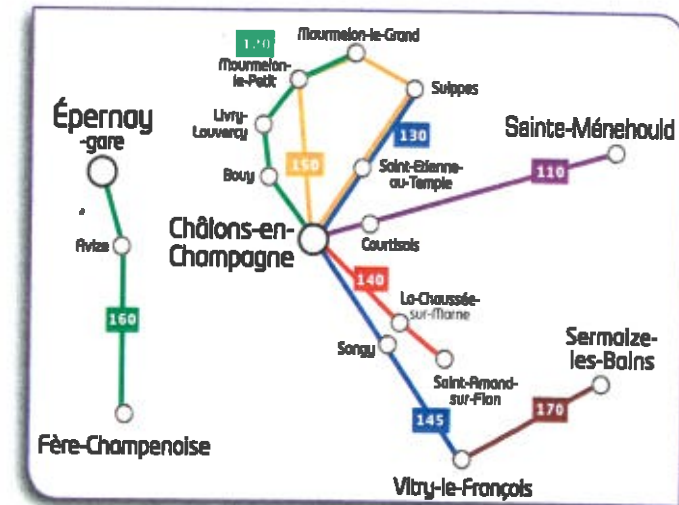 120
Mourmelon-le-Grand
Mourmelon-
le-Petit
Suippes
Livry-
Louvercy
130
Sainte-Ménehould
Épernay
-gare
Bouy
150
Saint-Etienne-
au-Temple
110
Châlons-en-
Champagne
Courtisols
Avize
140
La-Chaussée-
sur-Marne
160
Songy
Sermaize-
les-Bains
Saint-Amand-
sur-Fion
145
170
Fère-Champenoise
Vitry-le-François